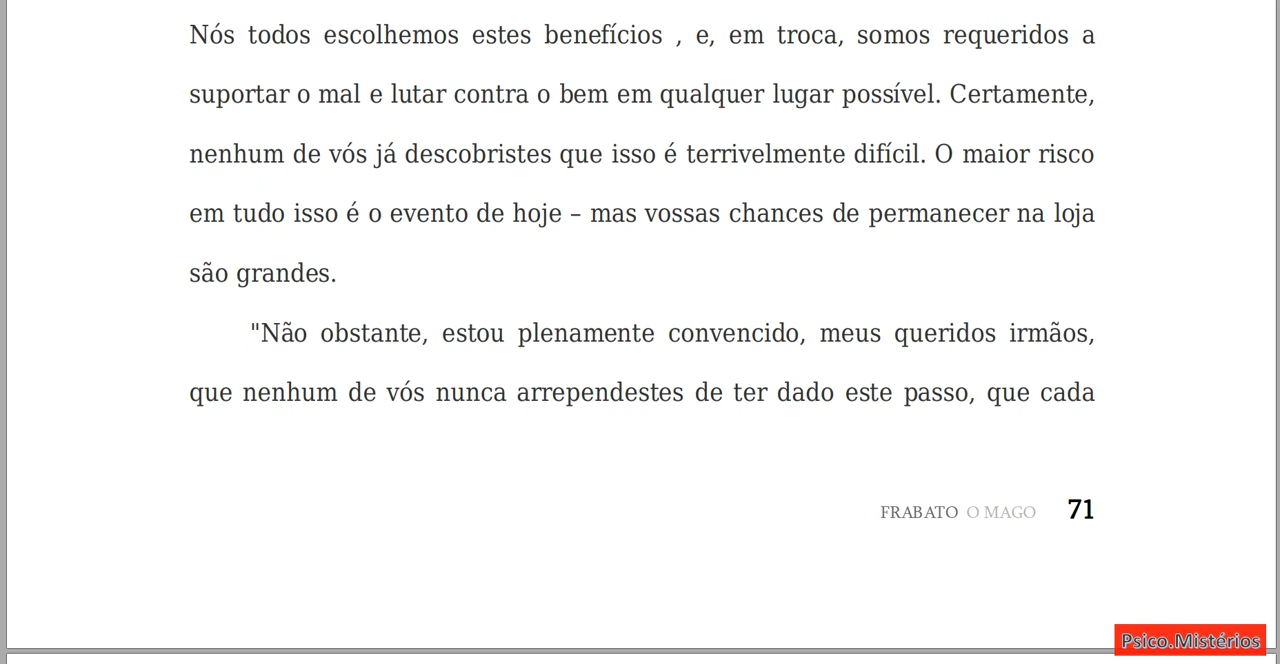 Nós todos escolhemos estes benefícios , e, em troca, somos requeridos a
suportar o mal e lutar contra o bem em qualquer lugar possível. Certamente,
nenhum de vós já descobristes que isso é terrivelmente difícil. O maior risco
em tudo isso é o evento de hoje – mas vossas chances de permanecer na loja
são grandes.
"Não obstante, estou plenamente convencido, meus queridos irmãos,
que nenhum de vós nunca arrependestes de ter dado este passo, que cada
FRABATO O MAGO 71
Psico.Mistérios